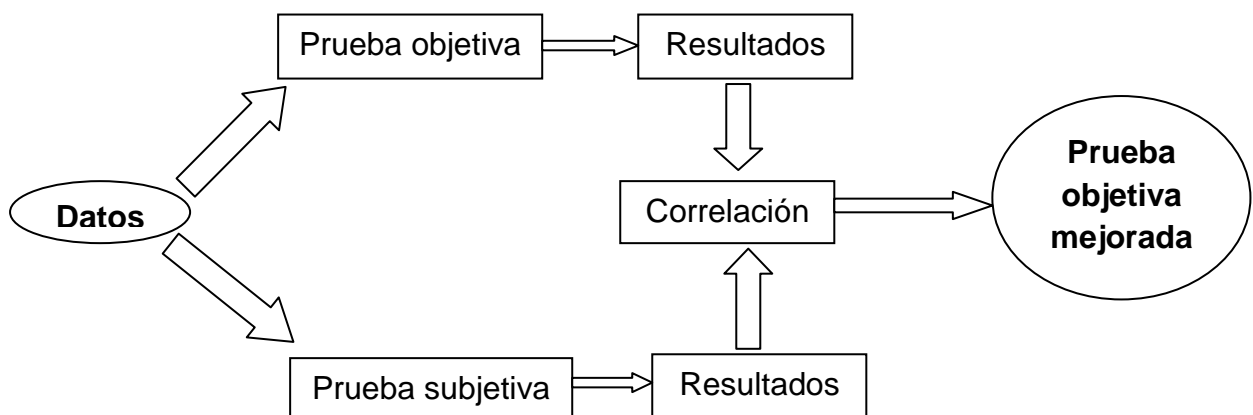 Prueba objetiva
Resultados
Datos
Correlación
Prueba
objetiva
mejorada
Prueba subjetiva
Resultados